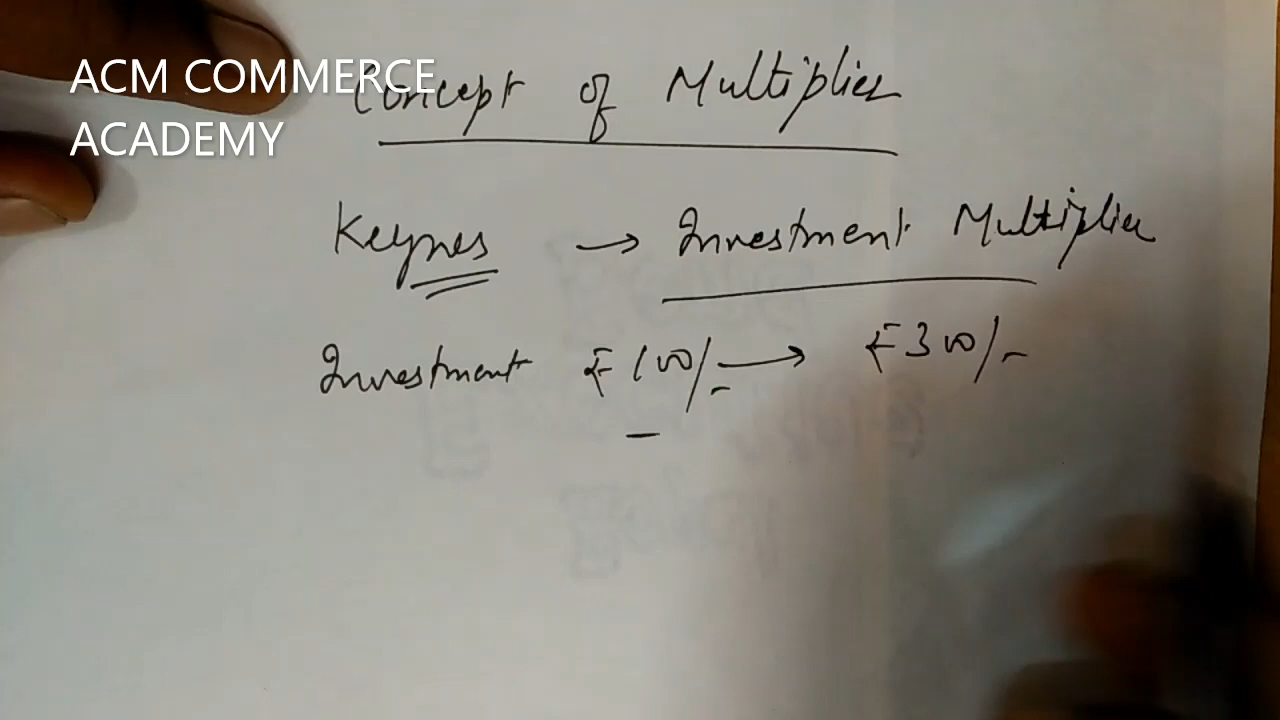 ACM COMMERCE
ACADEMY
Concept of Multiplier
Keynes → Investment Multiplier
Investment ₹100/- → ₹300/-